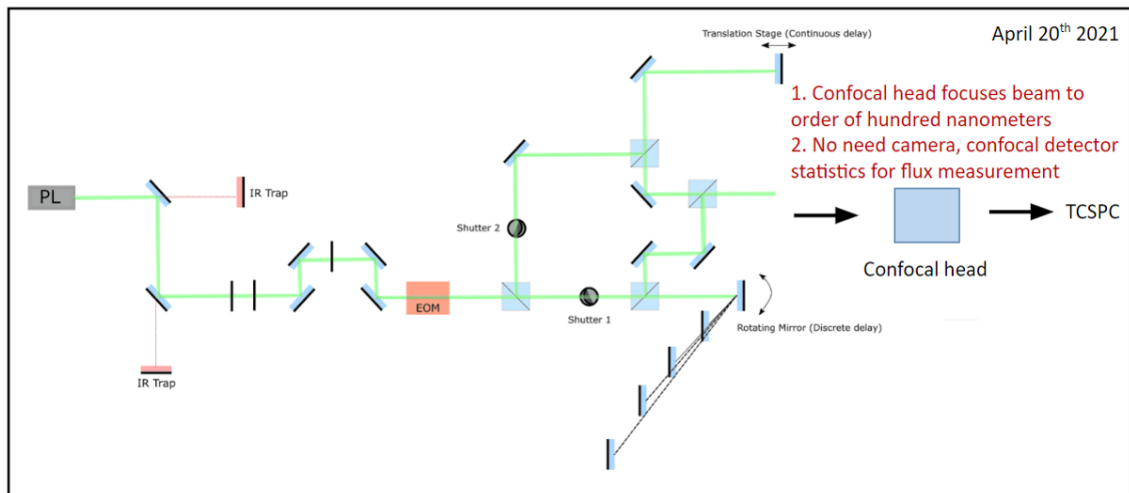 April 20th 2021
Translation Stage (Continuous delay)
1. Confocal head focuses beam to
order of hundred nanometers
2. No need camera, confocal detector
statistics for flux measurement
PL
IR Trap
Shutter 2
TCSPC
Confocal head
EOM
Shutter 1
Rotating Mirror (Discrete delay)
IR Trap